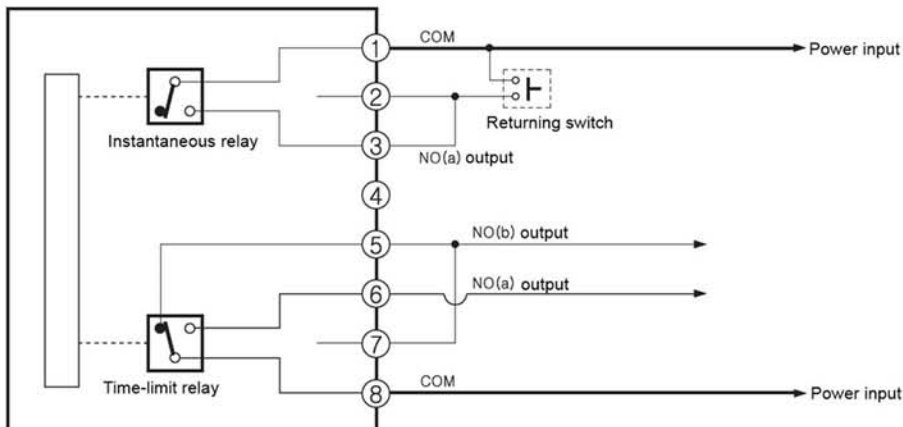 ① COM Power input
②
Instantaneous relay
Returning switch
③ NO(a) output
④
⑤ NO(b) output
⑥ NO(a) output
⑦
Time-limit relay
⑧ COM Power input